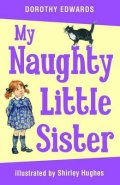 DOROTHY EDWARDS
My
Naughty
Little
Sister
illustrated by Shirley Hughes